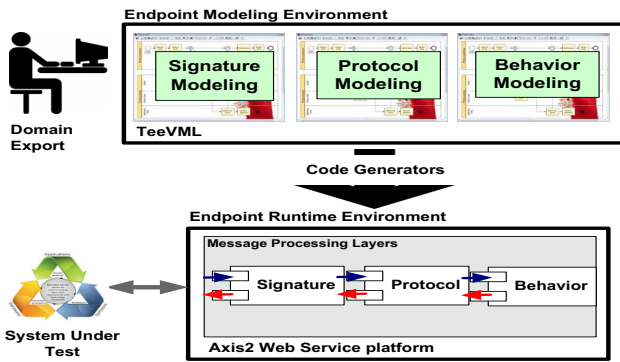 Endpoint Modeling Environment
Signature
Modeling
Protocol
Modeling
Behavior
Modeling
Domain
Export
TeeVML
Code Generators
Endpoint Runtime Environment
Message Processing Layers
Signature
Protocol
Behavior
System Under
Test
Axis2 Web Service platform